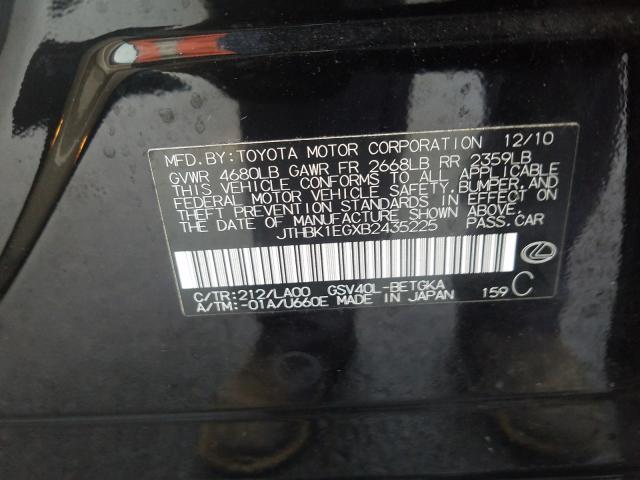 MFD. BY: TOYOTA MOTOR CORPORATION 12/10
GVWR 4680LB GAWR FR 2668LB RR 2359LB
THIS VEHICLE CONFORMS TO ALL APPLICABLE
FEDERAL MOTOR VEHICLE SAFETY, BUMPER, AND
THEFT PREVENTION STANDARDS IN EFFECT ON
THE DATE OF MANUFACTURE SHOWN ABOVE.
JTHBK1EGXB2435225 PASS. CAR
C/TR: 212/LA00 GSV40L-BETGKA
A/TM: -01A/U660E MADE IN JAPAN 159 C